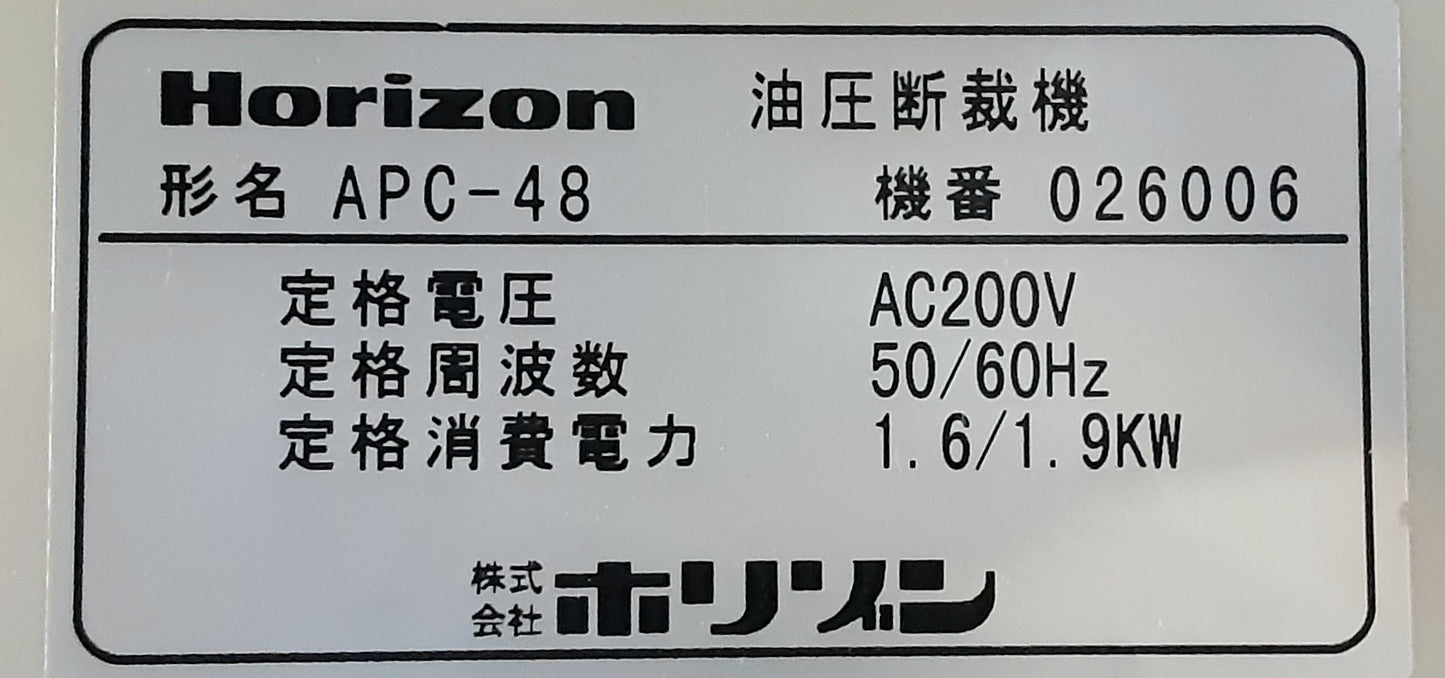 Horizon 油圧断裁機
形名 APC-48 機番 026006
定格電圧 AC200V
定格周波数 50/60Hz
定格消費電力 1.6/1.9KW
株式会社 ホリゾン